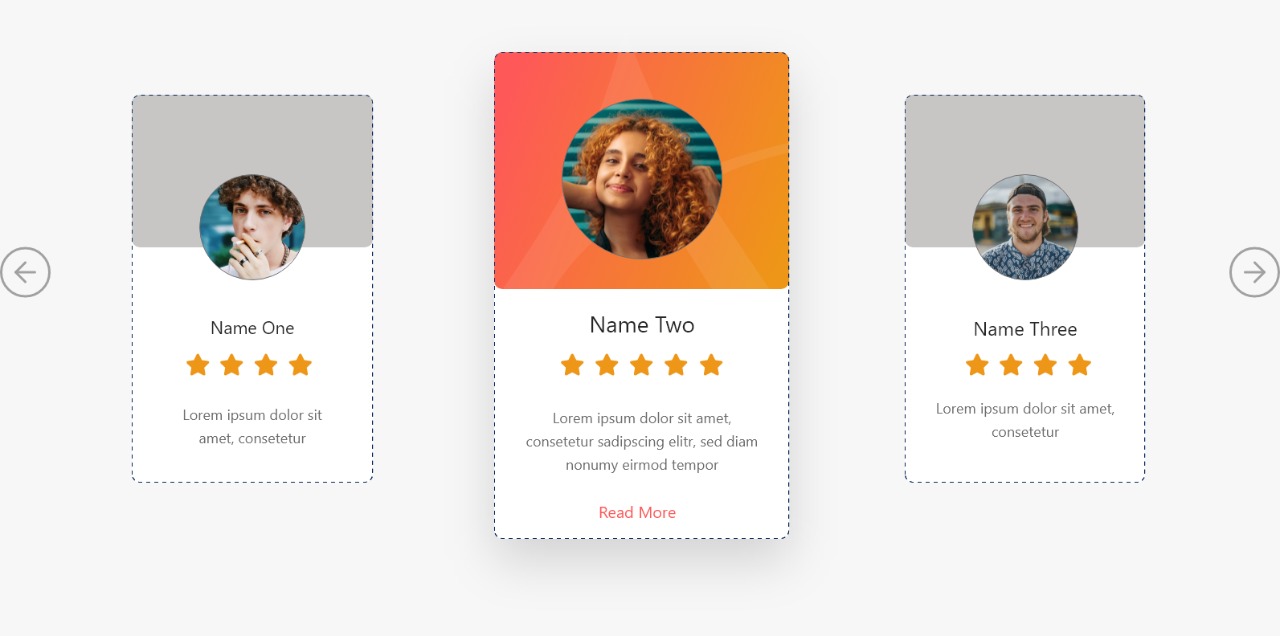 Name One
Lorem ipsum dolor sit
amet, consetetur
Name Two
Lorem ipsum dolor sit amet,
consetetur sadipscing elitr, sed diam
nonumy eirmod tempor
Read More
Name Three
Lorem ipsum dolor sit amet,
consetetur